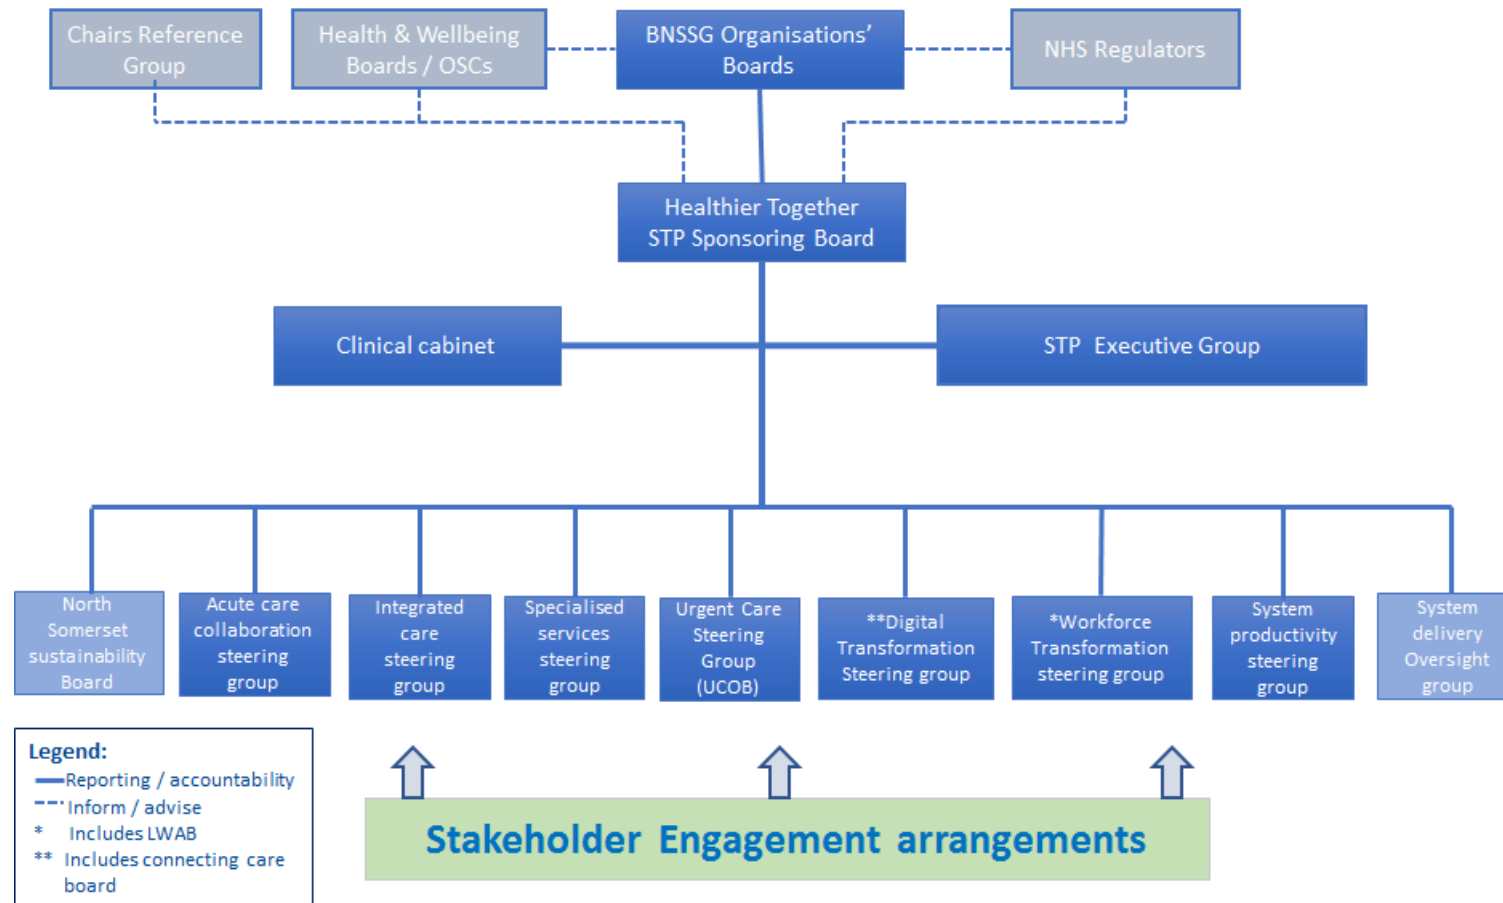 Chairs Reference
Group
Health & Wellbeing
Boards / OSCs
BNSSG Organisations’
Boards
NHS Regulators
Healthier Together
STP Sponsoring Board
Clinical cabinet
STP Executive Group
North
Somerset
sustainability
Board
Acute care
collaboration
steering
group
Integrated
care
steering
group
Specialised
services
steering
group
Urgent Care
Steering
Group
(UCOB)
**Digital
Transformation
Steering group
*Workforce
Transformation
steering group
System
productivity
steering
group
System
delivery
Oversight
group
Legend:
Reporting / accountability
Inform / advise
* Includes LWAB
** Includes connecting care
board
Stakeholder Engagement arrangements